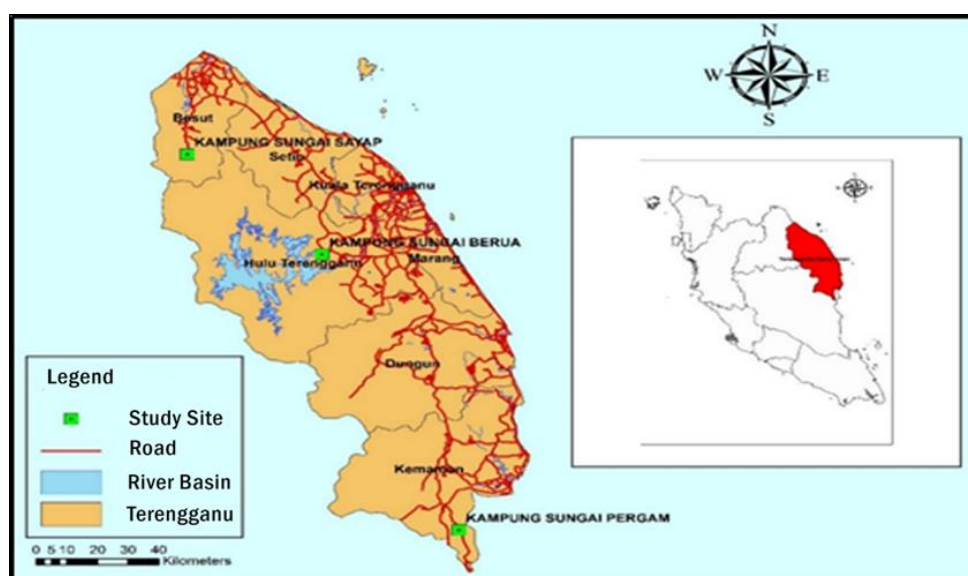 N
W E
S
Besut
KAMPUNG SUNGAI SAYAP
Setiu
Kuala Terengganu
KAMPUNG SUNGAI BERUA
Hulu Terengganu
Marang
Dungun
Kemaman
KAMPUNG SUNGAI PERGAM
Legend
Study Site
Road
River Basin
Terengganu
0 5 10 20 30 40
Kilometers